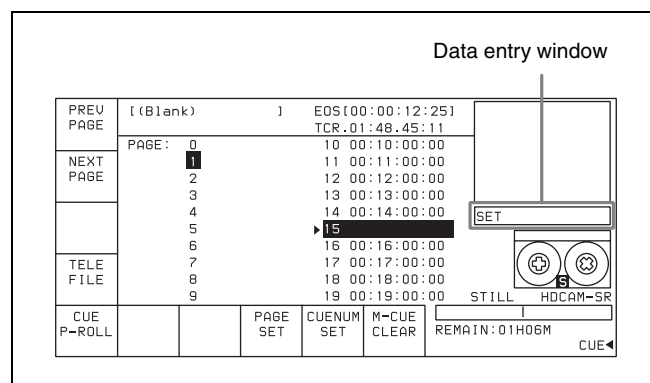 Data entry window
PREV PAGE
[(Blank) ] EOS[00:00:12:25]
TCR.01:48.45:11
PAGE: 0 10 00:10:00:00
NEXT PAGE
1 11 00:11:00:00
2 12 00:12:00:00
3 13 00:13:00:00
4 14 00:14:00:00
SET
5 ▶15
6 16 00:16:00:00
TELE FILE
7 17 00:17:00:00
8 18 00:18:00:00
S
9 19 00:19:00:00
STILL HDCAM-SR
CUE P-ROLL
PAGE SET
CUENUM SET
M-CUE CLEAR
REMAIN:01H06M
CUE◀